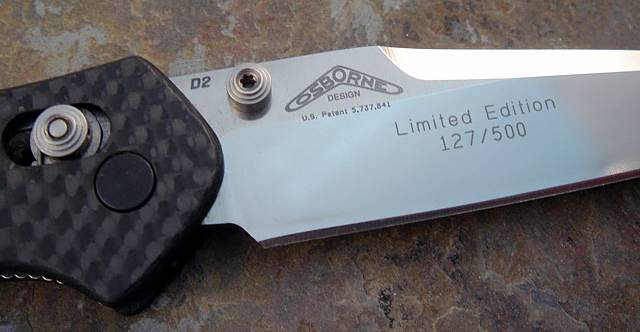 D2
OSBORNE
DESIGN
U.S. Patent 5,737,841
Limited Edition
127/500